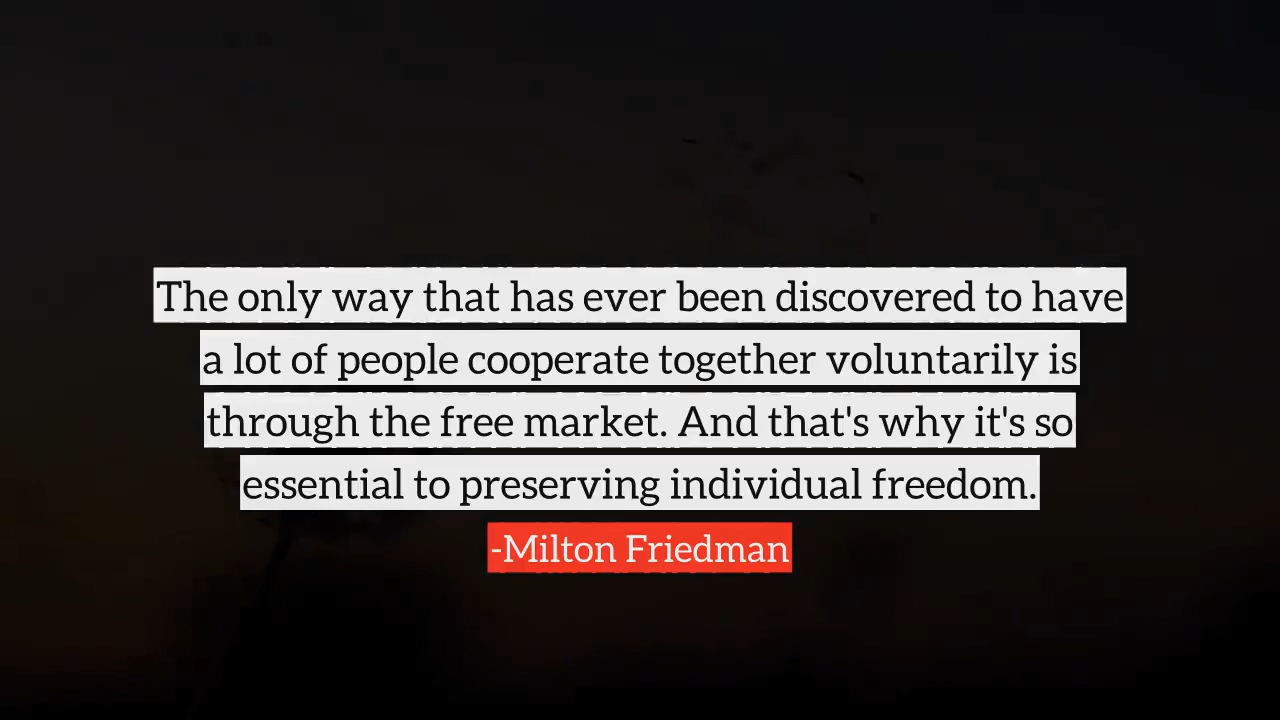 The only way that has ever been discovered to have
a lot of people cooperate together voluntarily is
through the free market. And that's why it's so
essential to preserving individual freedom.
-Milton Friedman